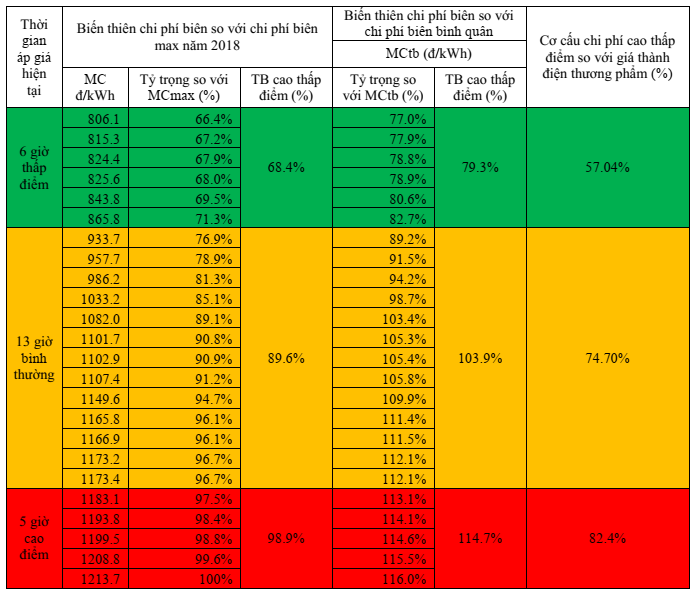 Thời gian áp giá hiện tại
Biến thiên chi phí biên so với chi phí biên max năm 2018
Biến thiên chi phí biên so với chi phí biên bình quân
MCtb (đ/kWh)
Cơ cấu chi phí cao thấp điểm so với giá thành điện thương phẩm (%)
MC đ/kWh
Tỷ trọng so với MCmax (%)
TB cao thấp điểm (%)
Tỷ trọng so với MCtb (%)
TB cao thấp điểm (%)
6 giờ thấp điểm
806.1 66.4% 77.0%
815.3 67.2% 77.9%
824.4 67.9% 68.4% 78.8% 79.3% 57.04%
825.6 68.0% 78.9%
843.8 69.5% 80.6%
865.8 71.3% 82.7%
13 giờ bình thường
933.7 76.9% 89.2%
957.7 78.9% 91.5%
986.2 81.3% 94.2%
1033.2 85.1% 98.7%
1082.0 89.1% 103.4%
1101.7 90.8% 105.3%
1102.9 90.9% 89.6% 105.4% 103.9% 74.70%
1107.4 91.2% 105.8%
1149.6 94.7% 109.9%
1165.8 96.1% 111.4%
1166.9 96.1% 111.5%
1173.2 96.7% 112.1%
1173.4 96.7% 112.1%
5 giờ cao điểm
1183.1 97.5% 113.1%
1193.8 98.4% 114.1%
1199.5 98.8% 98.9% 114.6% 114.7% 82.4%
1208.8 99.6% 115.5%
1213.7 100% 116.0%